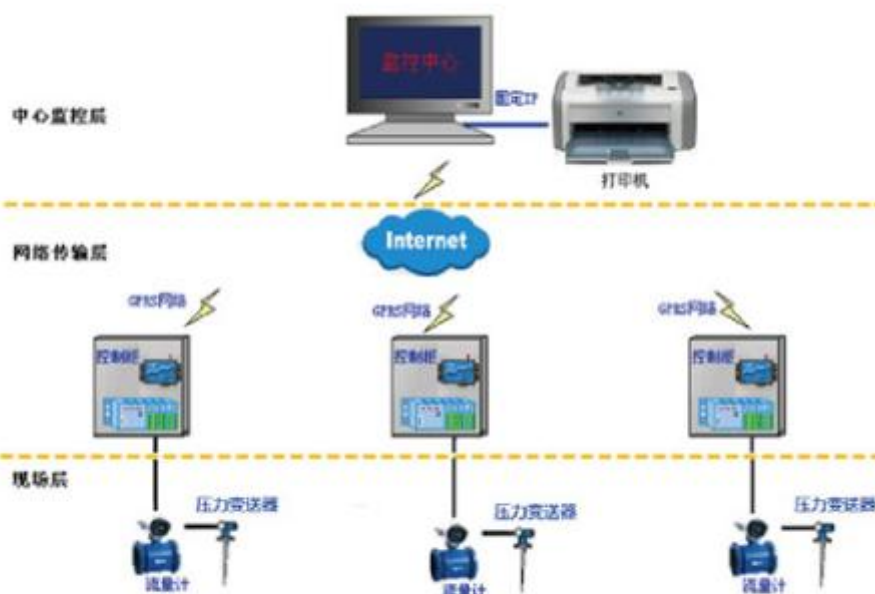 监控中心
固定IP
中心监控层
打印机
Internet
网络传输层
GPRS网络
GPRS网络
GPRS网络
控制柜
控制柜
控制柜
现场层
压力变送器
压力变送器
压力变送器
流量计
流量计
流量计